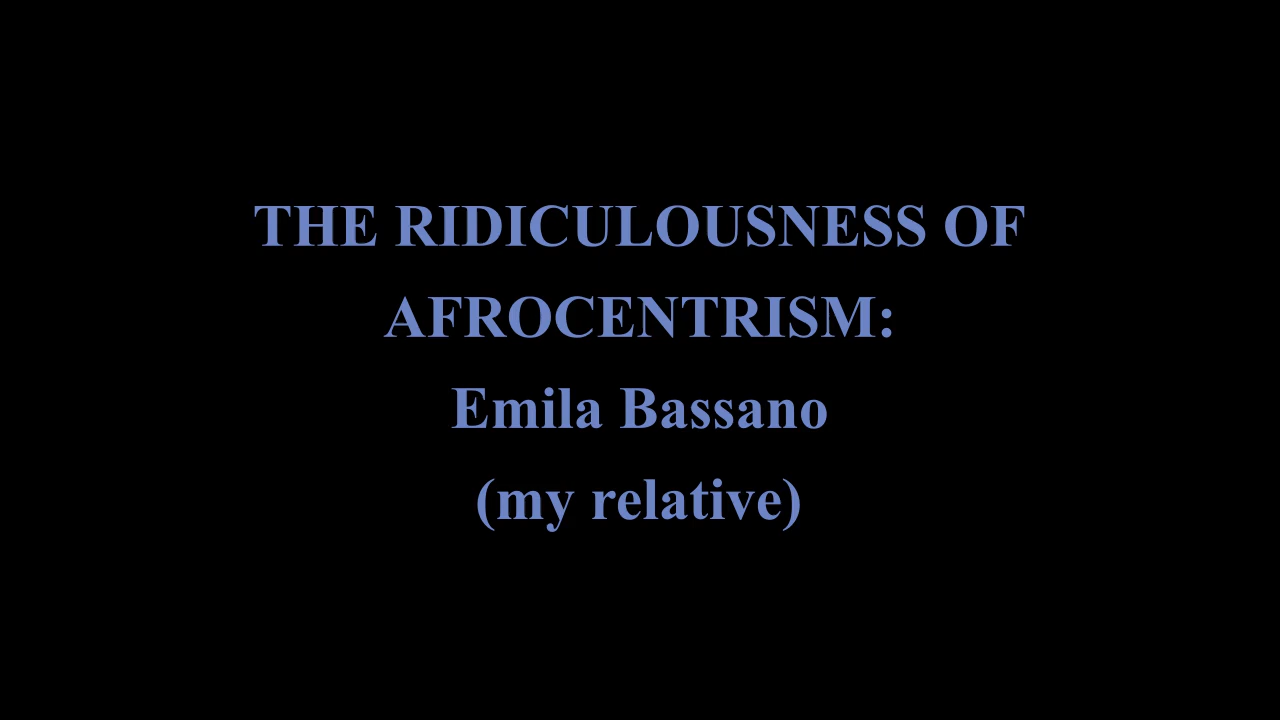 THE RIDICULOUSNESS OF
AFROCENTRISM:
Emila Bassano
(my relative)